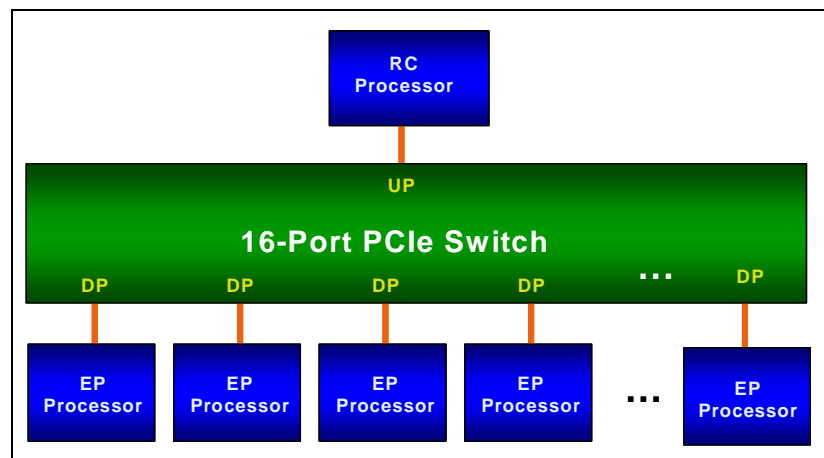 RC
Processor
UP
16-Port PCIe Switch
DP
DP
DP
DP
...
DP
EP
Processor
EP
Processor
EP
Processor
EP
Processor
...
EP
Processor